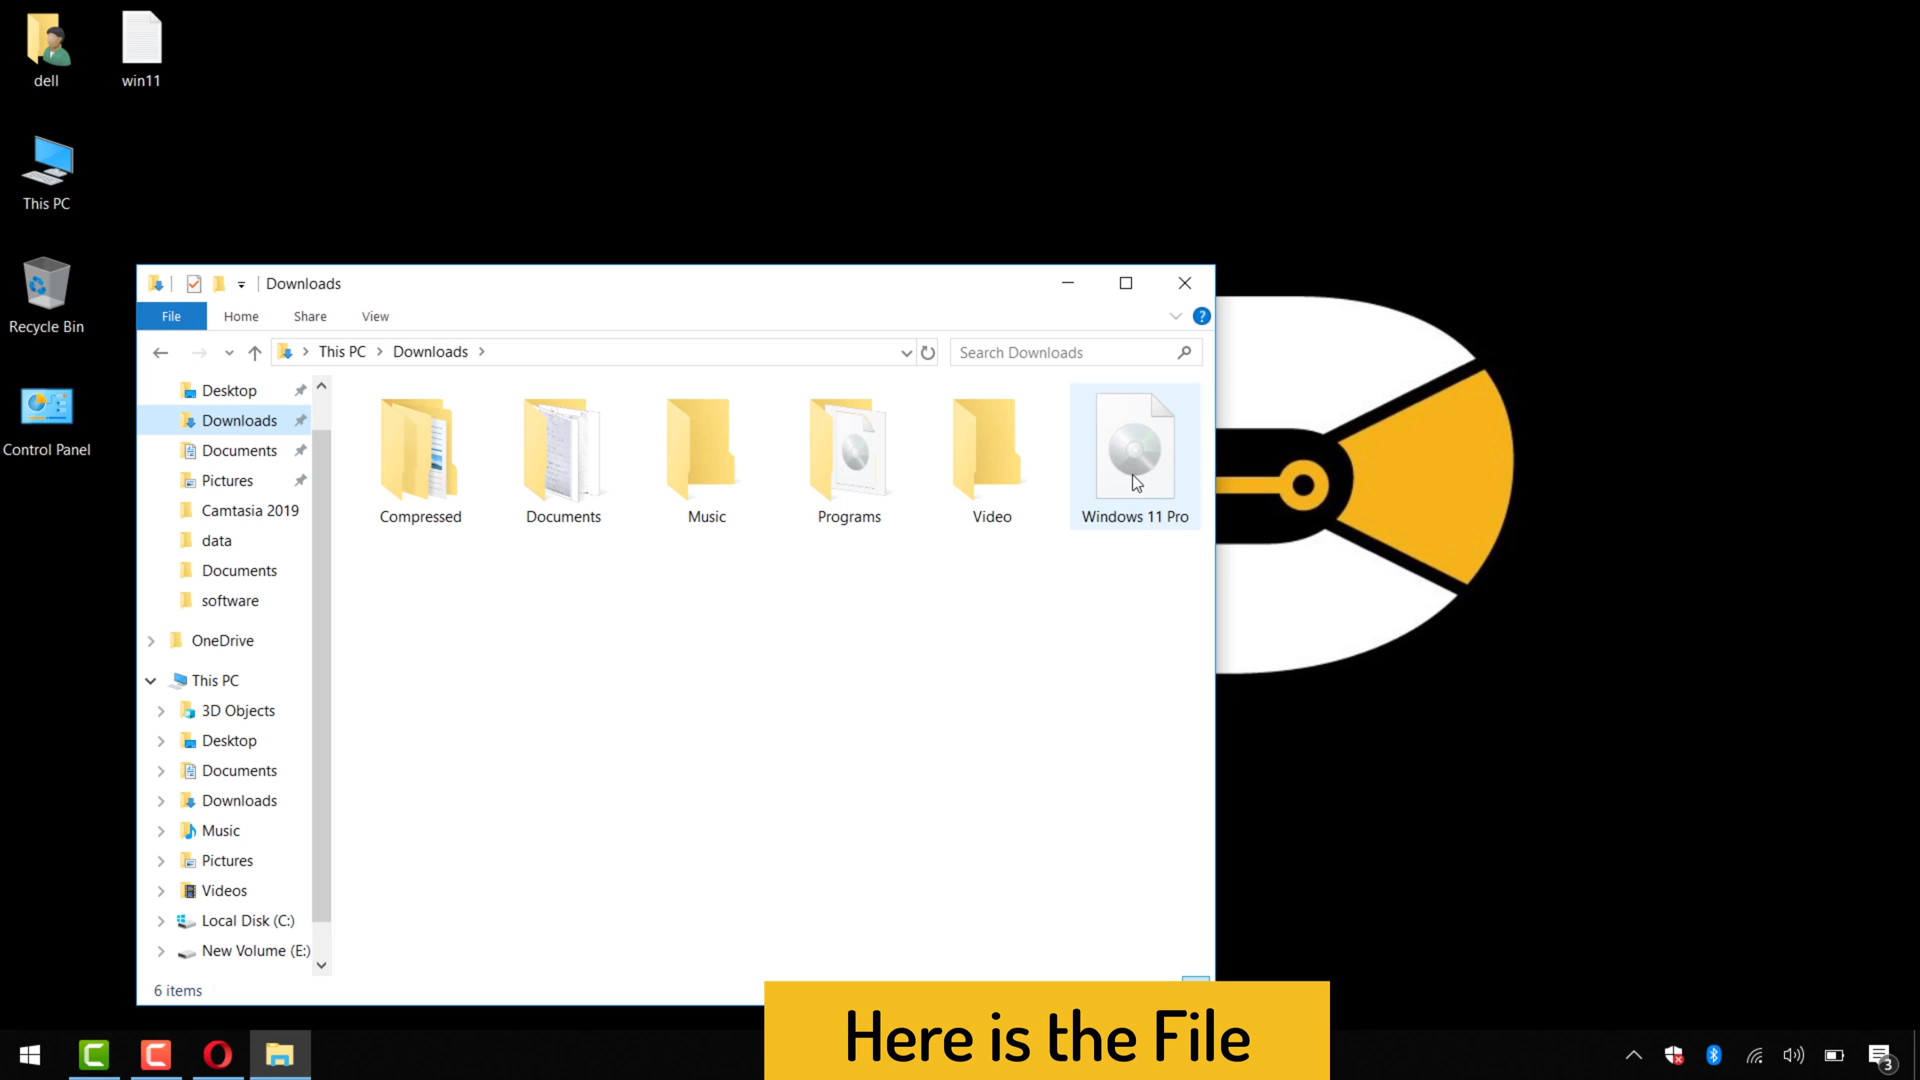 dell
win11
This PC
Recycle Bin
Control Panel
Downloads
File Home Share View
This PC Downloads
Search Downloads
Desktop
Downloads
Documents
Pictures
Camtasia 2019
data
Documents
software
OneDrive
This PC
3D Objects
Desktop
Documents
Downloads
Music
Pictures
Videos
Local Disk (C:)
New Volume (E:)
Compressed Documents Music Programs Video Windows 11 Pro
6 items
Here is the File
3